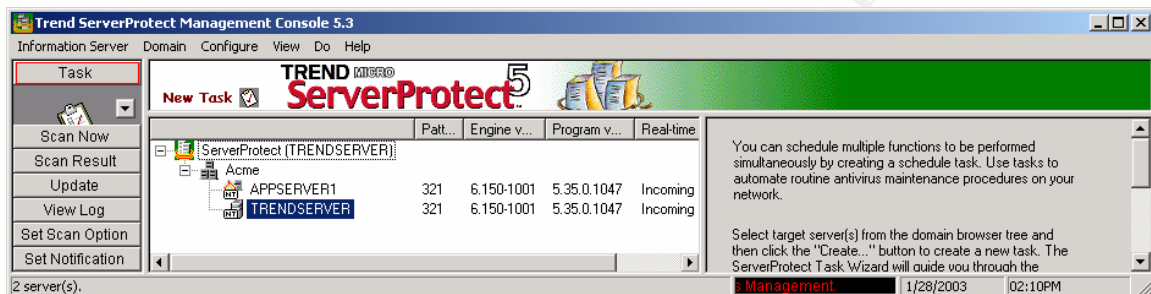 Trend ServerProtect Management Console 5.3
Information Server Domain Configure View Do Help
Task
New Task
TREND MICRO
ServerProtect 5
Scan Now
Scan Result
Update
View Log
Set Scan Option
Set Notification
Patt... Engine v... Program v... Real-time
ServerProtect (TRENDSERVER)
Acme
NT APPSERVER1 321 6.150-1001 5.35.0.1047 Incoming
NT TRENDSERVER 321 6.150-1001 5.35.0.1047 Incoming
You can schedule multiple functions to be performed
simultaneously by creating a schedule task. Use tasks to
automate routine antivirus maintenance procedures on your
network.
Select target server(s) from the domain browser tree and
then click the "Create..." button to create a new task. The
ServerProtect Task Wizard will guide you through the
2 server(s).
s Management. 1/28/2003 02:10PM